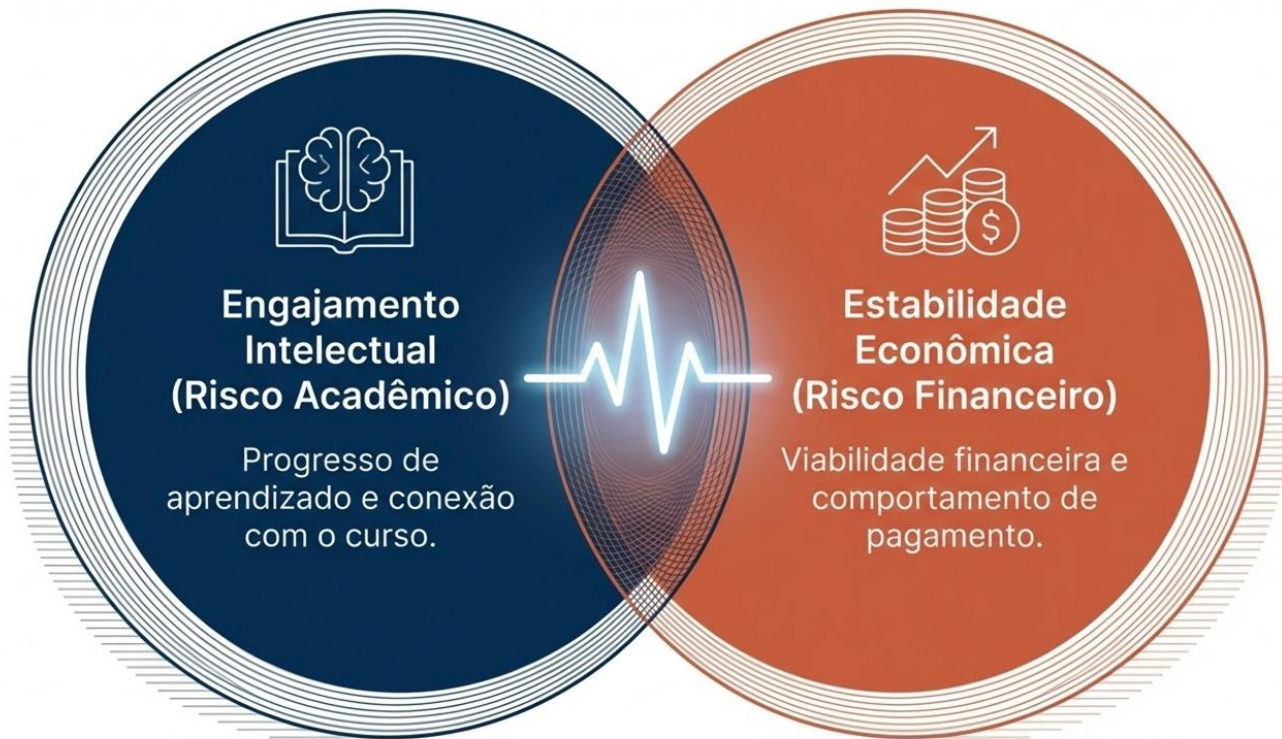 Engajamento
Intelectual
(Risco Acadêmico)
Progresso de
aprendizado e conexão
com o curso.
$
Estabilidade
Econômica
(Risco Financeiro)
Viabilidade financeira e
comportamento de
pagamento.